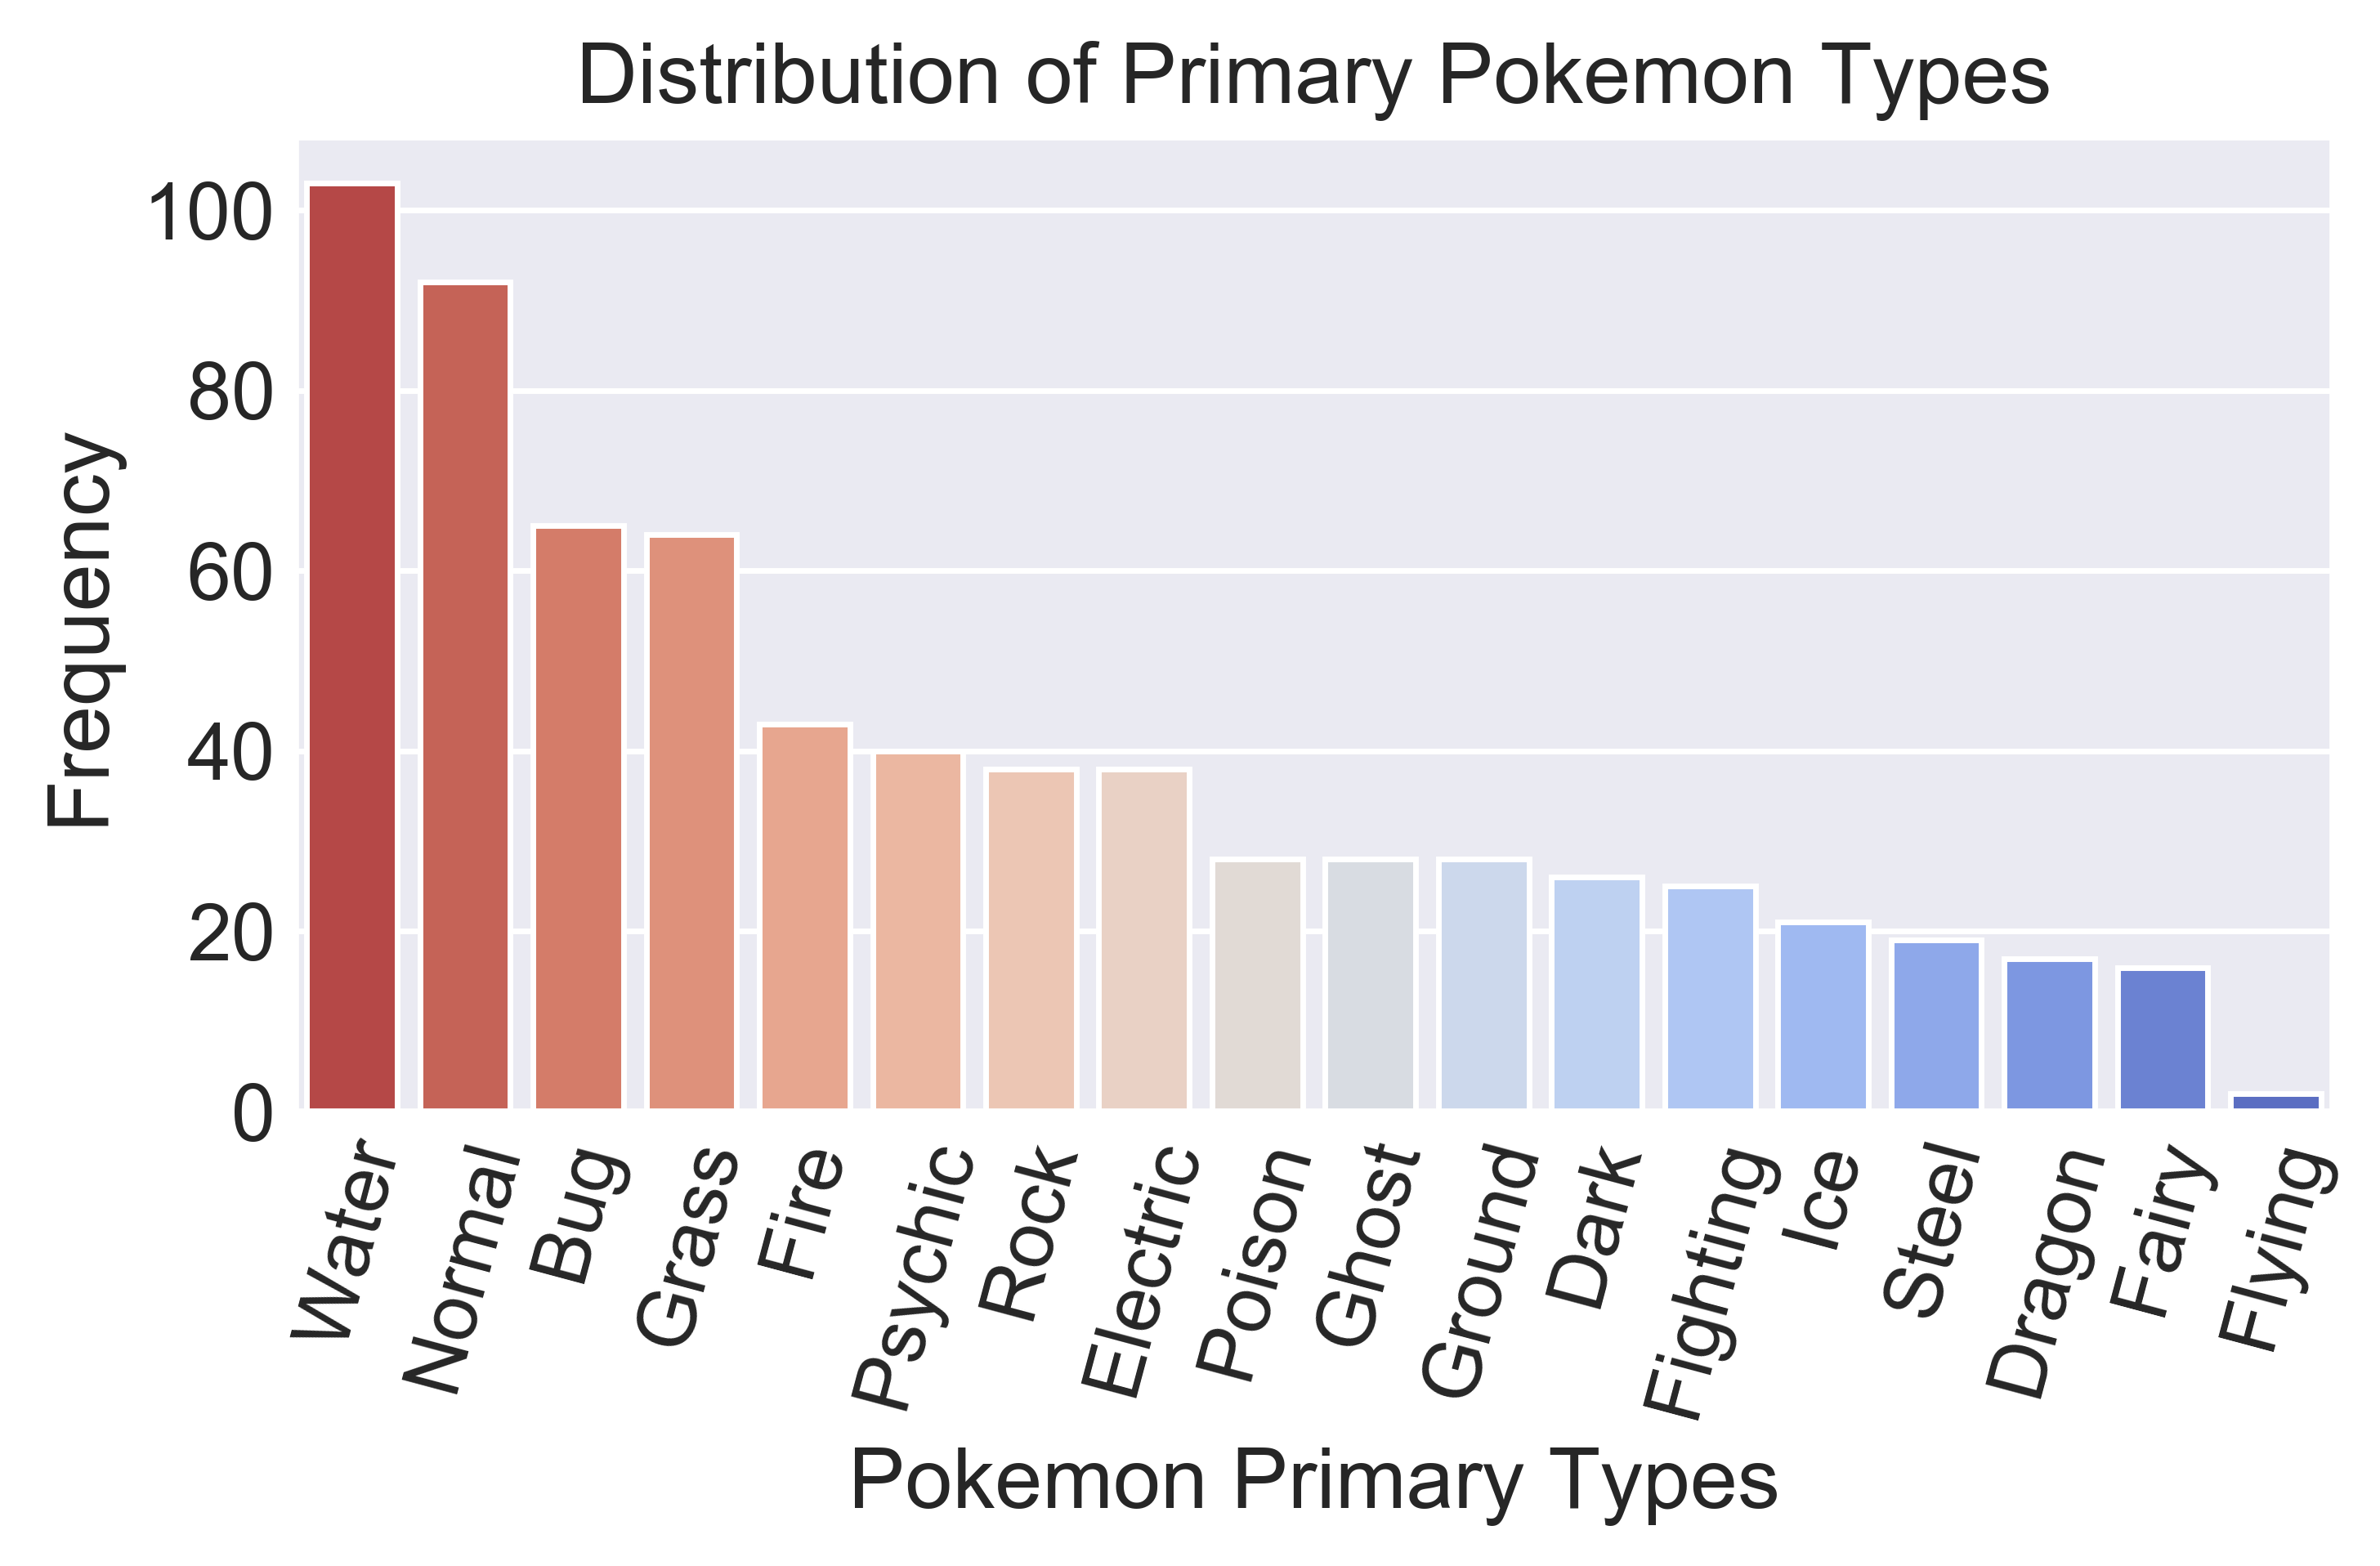 Distribution of Primary Pokemon Types
Frequency
100
80
60
40
20
0
Water
Normal
Bug
Grass
Fire
Psychic
Rock
Electric
Poison
Ghost
Ground
Dark
Fighting
Ice
Steel
Dragon
Fairy
Flying
Pokemon Primary Types